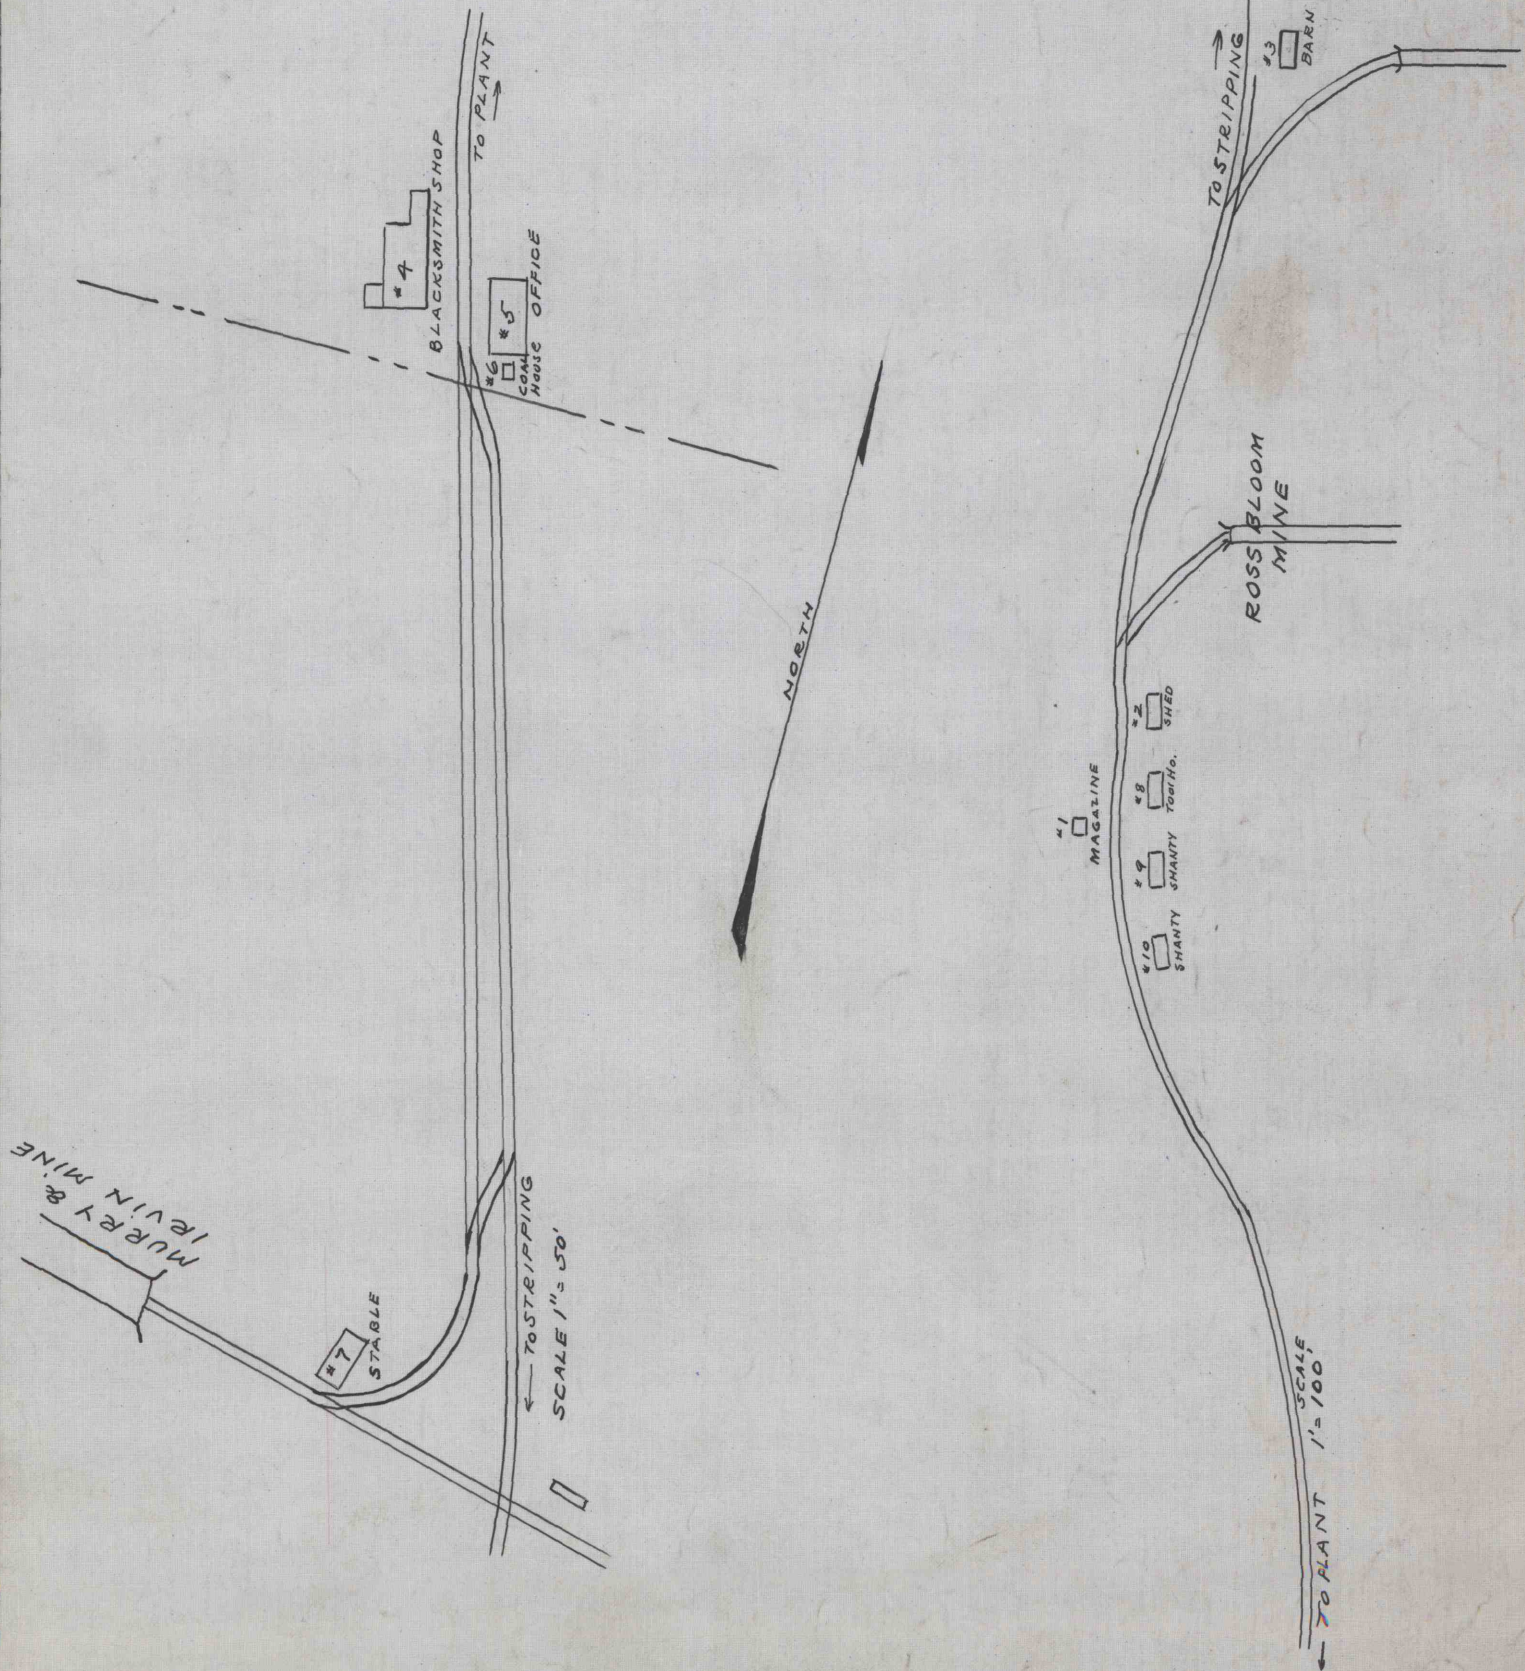 TO PLANT
BLACKSMITH SHOP
#4
OFFICE
#5
#6
COAL
HOUSE
MURRY &
IRVIN MINE
#7
STABLE
TO STRIPPING
SCALE 1" = 50'
NORTH
TO STRIPPING
#3
BARN
ROSS BLOOM
MINE
#2
SHED
#8
Tool Ho.
#1
MAGAZINE
#9
SHANTY
#10
SHANTY
SCALE
1' = 100'
TO PLANT